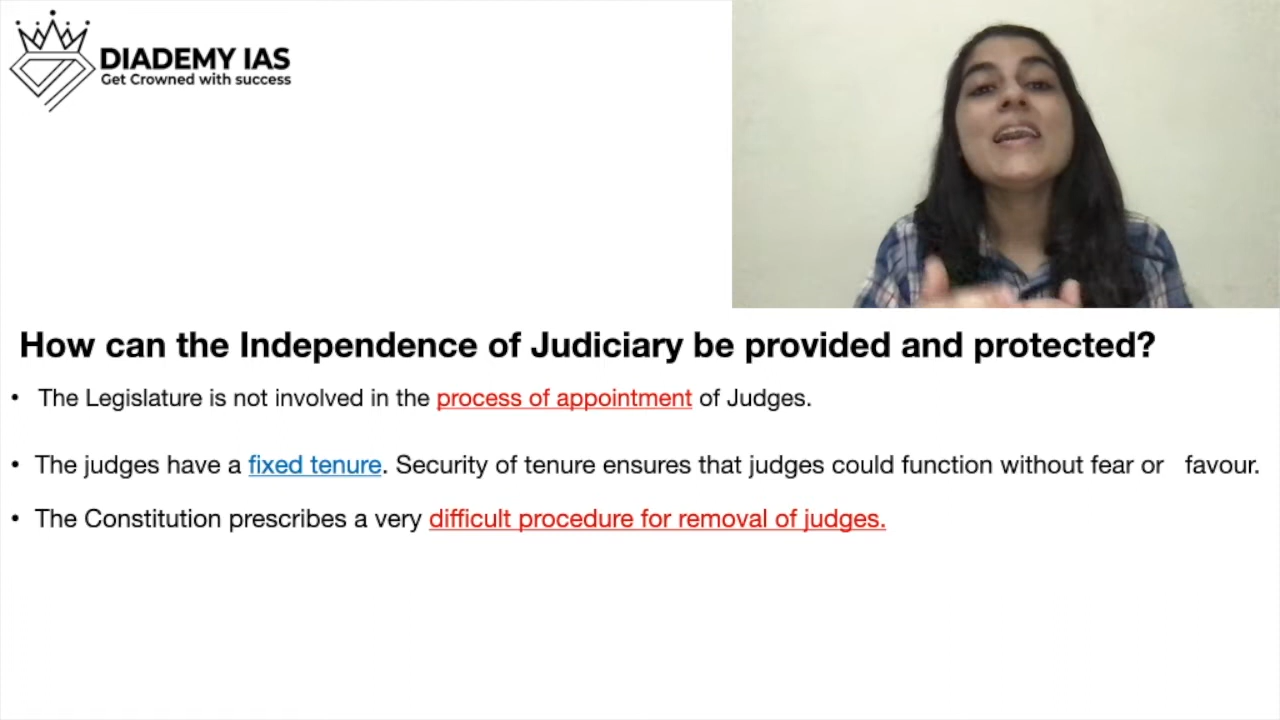 DIADEMY IAS
Get Crowned with success
How can the Independence of Judiciary be provided and protected?
• The Legislature is not involved in the process of appointment of Judges.
• The judges have a fixed tenure. Security of tenure ensures that judges could function without fear or favour.
• The Constitution prescribes a very difficult procedure for removal of judges.